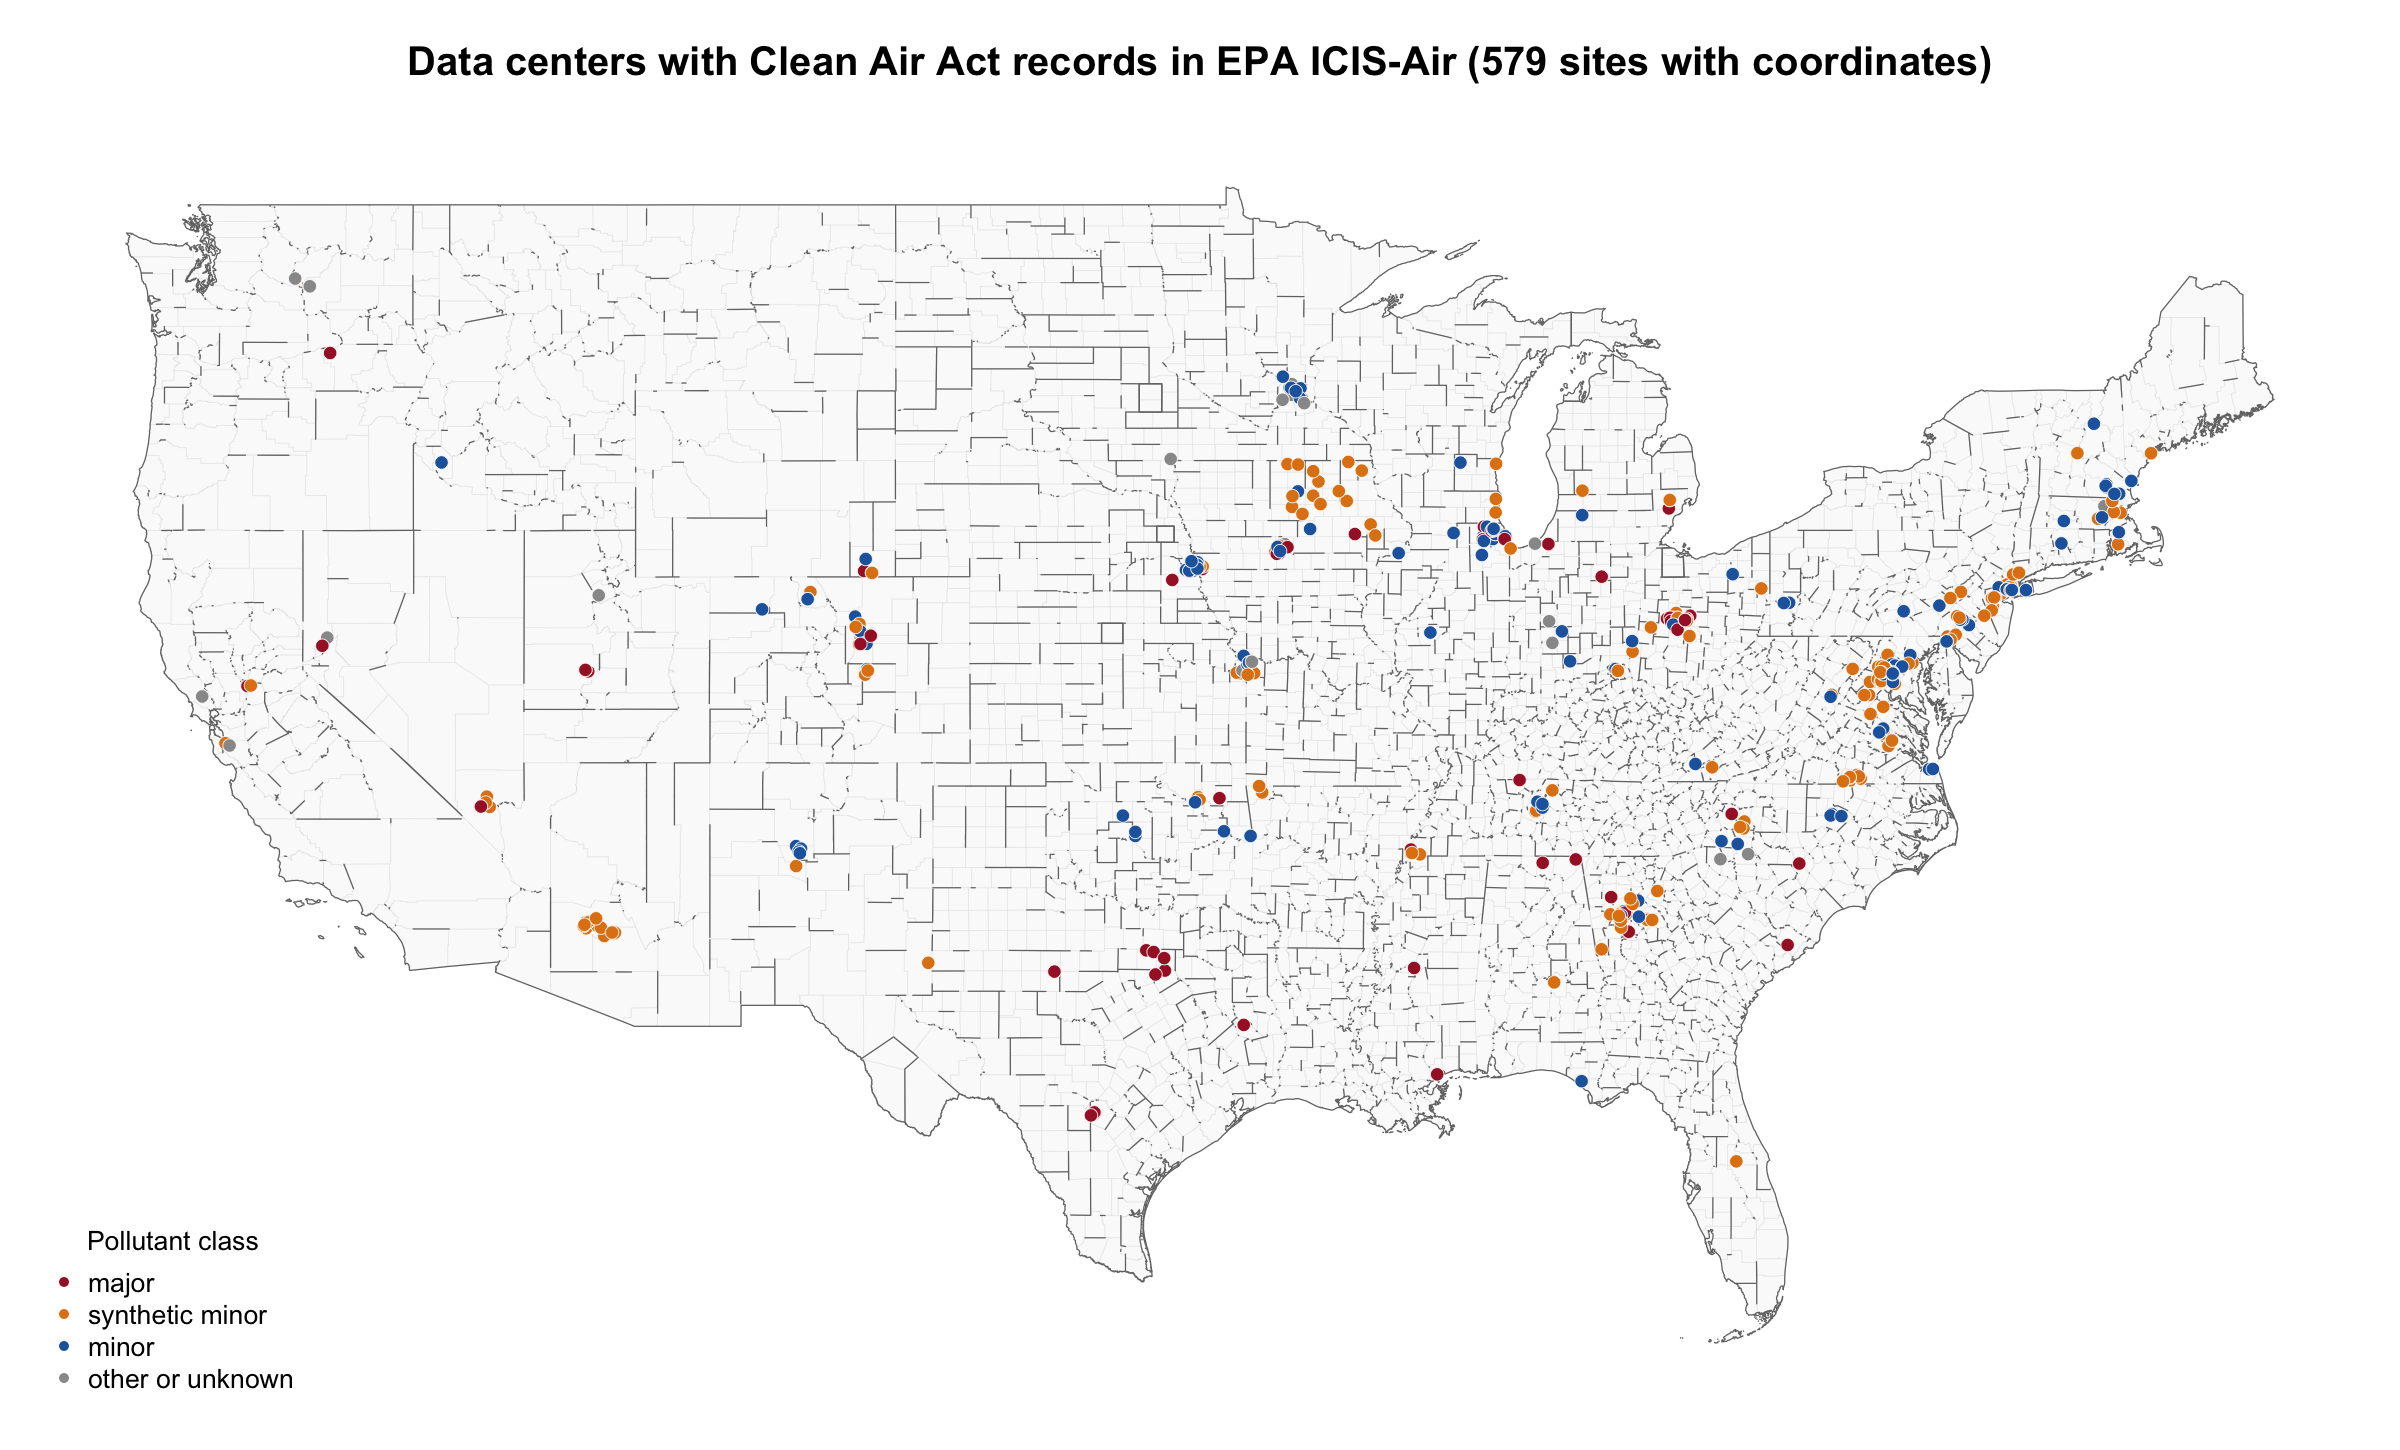 Data centers with Clean Air Act records in EPA ICIS-Air (579 sites with coordinates)
Pollutant class
major
synthetic minor
minor
other or unknown